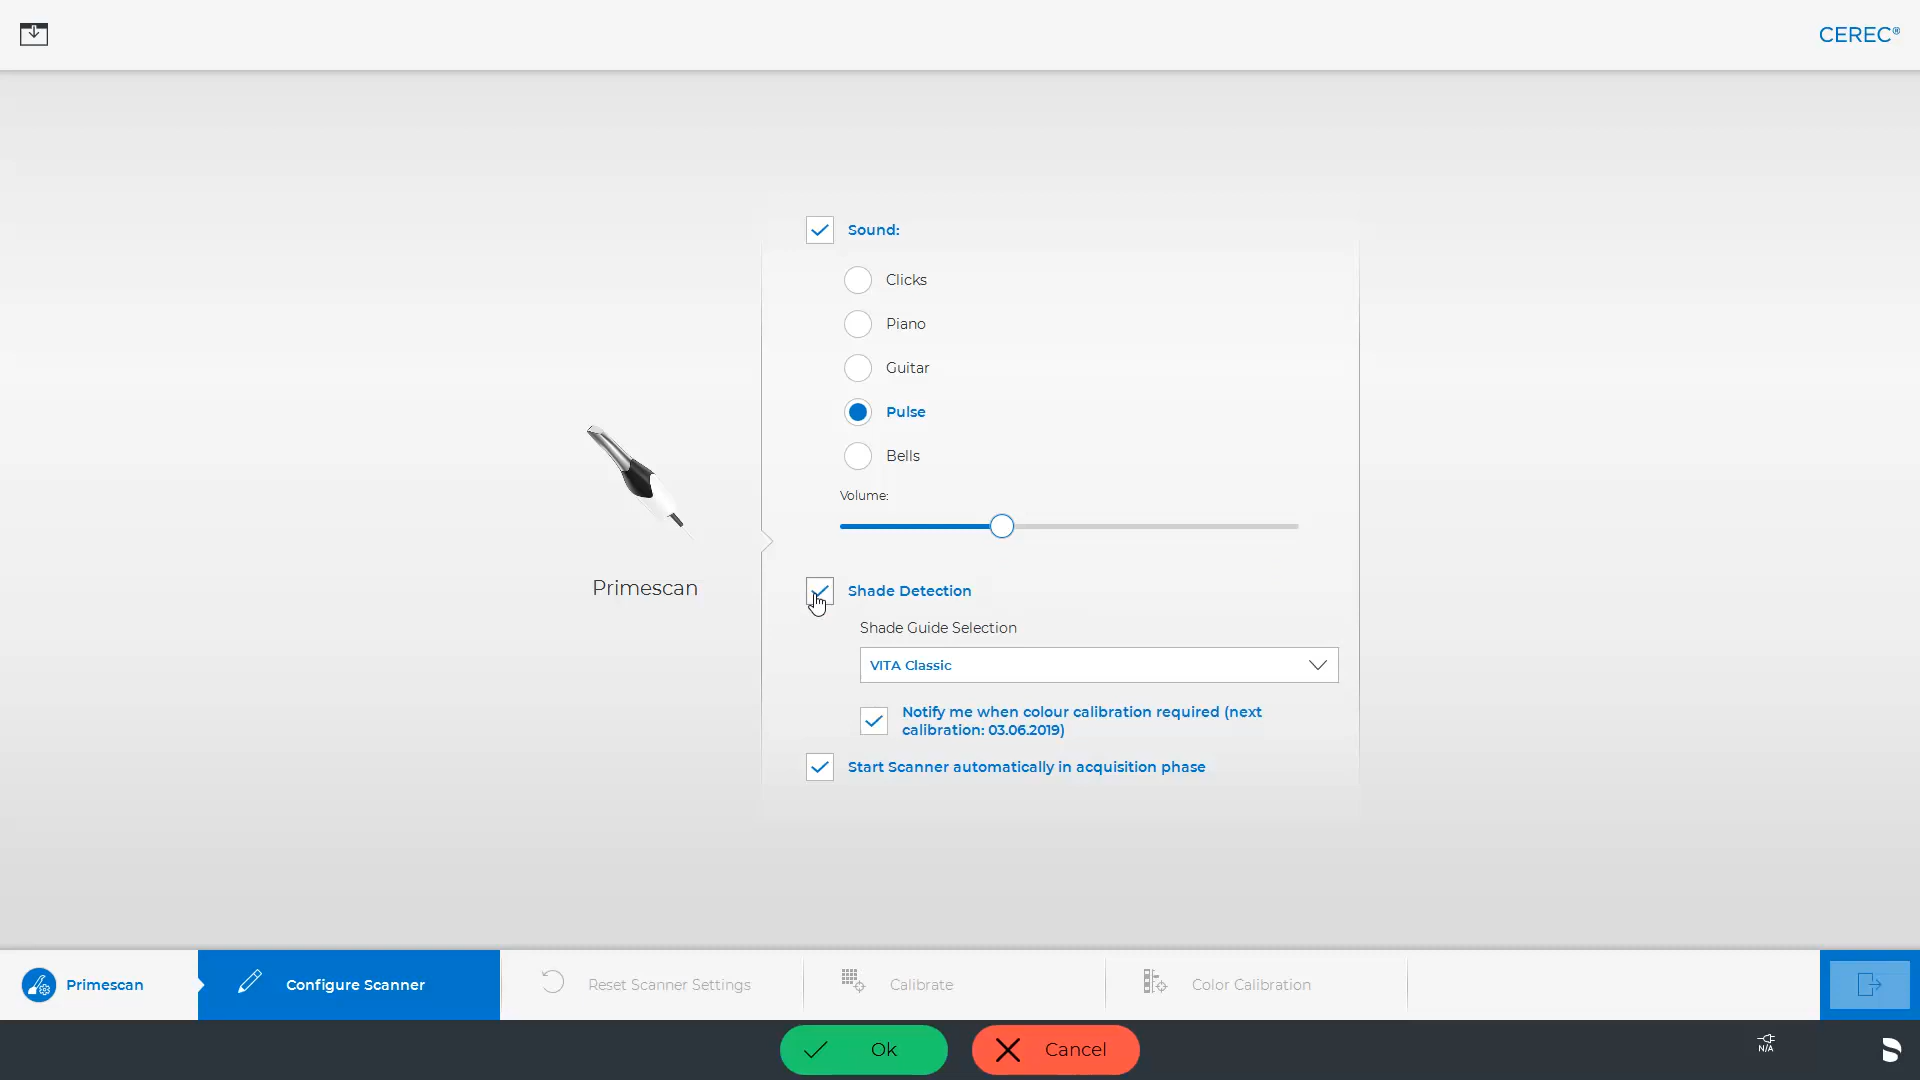 CEREC®
Sound:
Clicks
Piano
Guitar
Pulse
Bells
Volume:
Primescan
Shade Detection
Shade Guide Selection
VITA Classic
Notify me when colour calibration required (next
calibration: 03.06.2019)
Start Scanner automatically in acquisition phase
Primescan
Configure Scanner
Reset Scanner Settings
Calibrate
Color Calibration
Ok
Cancel
N/A